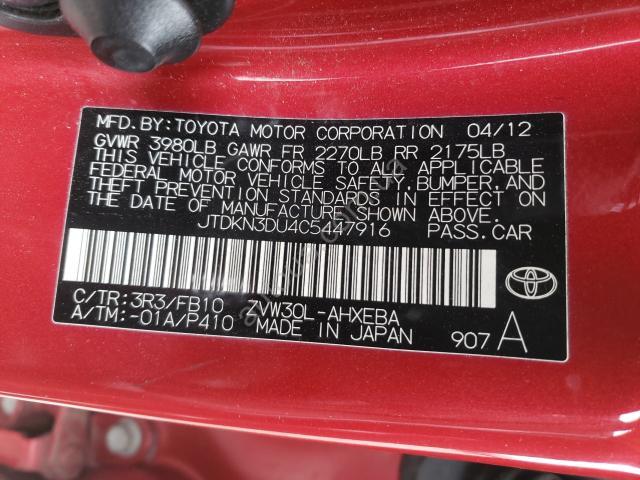 MFD. BY: TOYOTA MOTOR CORPORATION 04/12
GVWR 3980LB GAWR FR 2270LB RR 2175LB
THIS VEHICLE CONFORMS TO ALL APPLICABLE
FEDERAL MOTOR VEHICLE SAFETY, BUMPER, AND
THEFT PREVENTION STANDARDS IN EFFECT ON
THE DATE OF MANUFACTURE SHOWN ABOVE.
JTDKN3DU4C5447916 PASS. CAR
C/TR: 3R3/FB10 ZVW30L-AHXEBA
A/TM: -01A/P410 MADE IN JAPAN 907 A